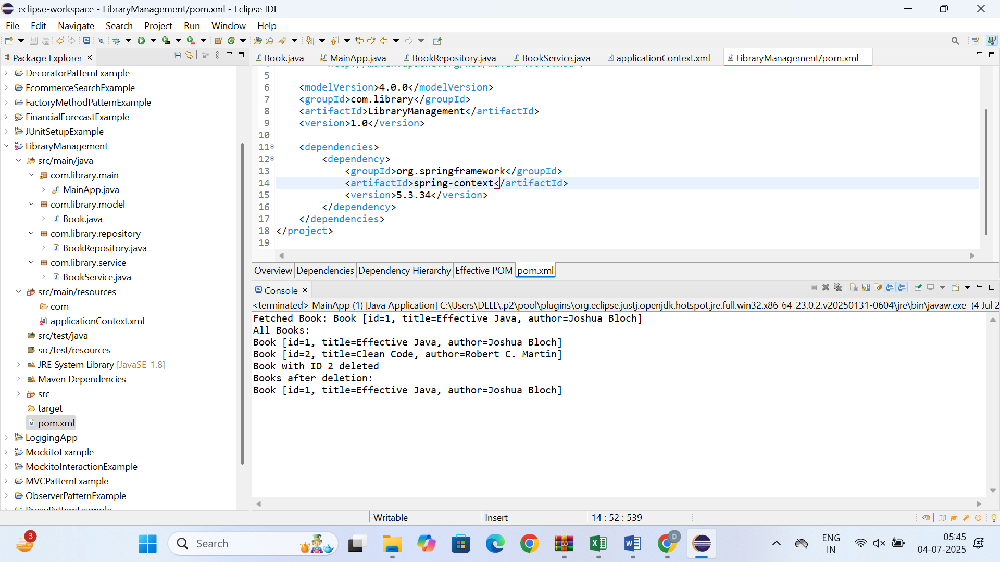 eclipse-workspace - LibraryManagement/pom.xml - Eclipse IDE
File Edit Navigate Search Project Run Window Help
Package Explorer
DecoratorPatternExample
EcommerceSearchExample
FactoryMethodPatternExample
FinancialForecastExample
JUnitSetupExample
LibraryManagement
src/main/java
com.library.main
MainApp.java
com.library.model
Book.java
com.library.repository
BookRepository.java
com.library.service
BookService.java
src/main/resources
com
applicationContext.xml
src/test/java
src/test/resources
JRE System Library [JavaSE-1.8]
Maven Dependencies
src
target
pom.xml
LoggingApp
MockitoExample
MockitoInteractionExample
MVCPatternExample
ObserverPatternExample
ProxyPatternExample
Book.java MainApp.java BookRepository.java BookService.java applicationContext.xml LibraryManagement/pom.xml
5
6 <modelVersion>4.0.0</modelVersion>
7 <groupId>com.library</groupId>
8 <artifactId>LibraryManagement</artifactId>
9 <version>1.0</version>
10
11 <dependencies>
12 <dependency>
13 <groupId>org.springframework</groupId>
14 <artifactId>spring-context</artifactId>
15 <version>5.3.34</version>
16 </dependency>
17 </dependencies>
18 </project>
19
Overview Dependencies Dependency Hierarchy Effective POM pom.xml
Console
<terminated> MainApp (1) [Java Application] C:\Users\DELL\.p2\pool\plugins\org.eclipse.justj.openjdk.hotspot.jre.full.win32.x86_64_23.0.2.v20250131-0604\jre\bin\javaw.exe (4 Jul 2
Fetched Book: Book [id=1, title=Effective Java, author=Joshua Bloch]
All Books:
Book [id=1, title=Effective Java, author=Joshua Bloch]
Book [id=2, title=Clean Code, author=Robert C. Martin]
Book with ID 2 deleted
Books after deletion:
Book [id=1, title=Effective Java, author=Joshua Bloch]
Writable Insert 14 : 52 : 539
3
Search
D
ENG
IN
05:45
04-07-2025